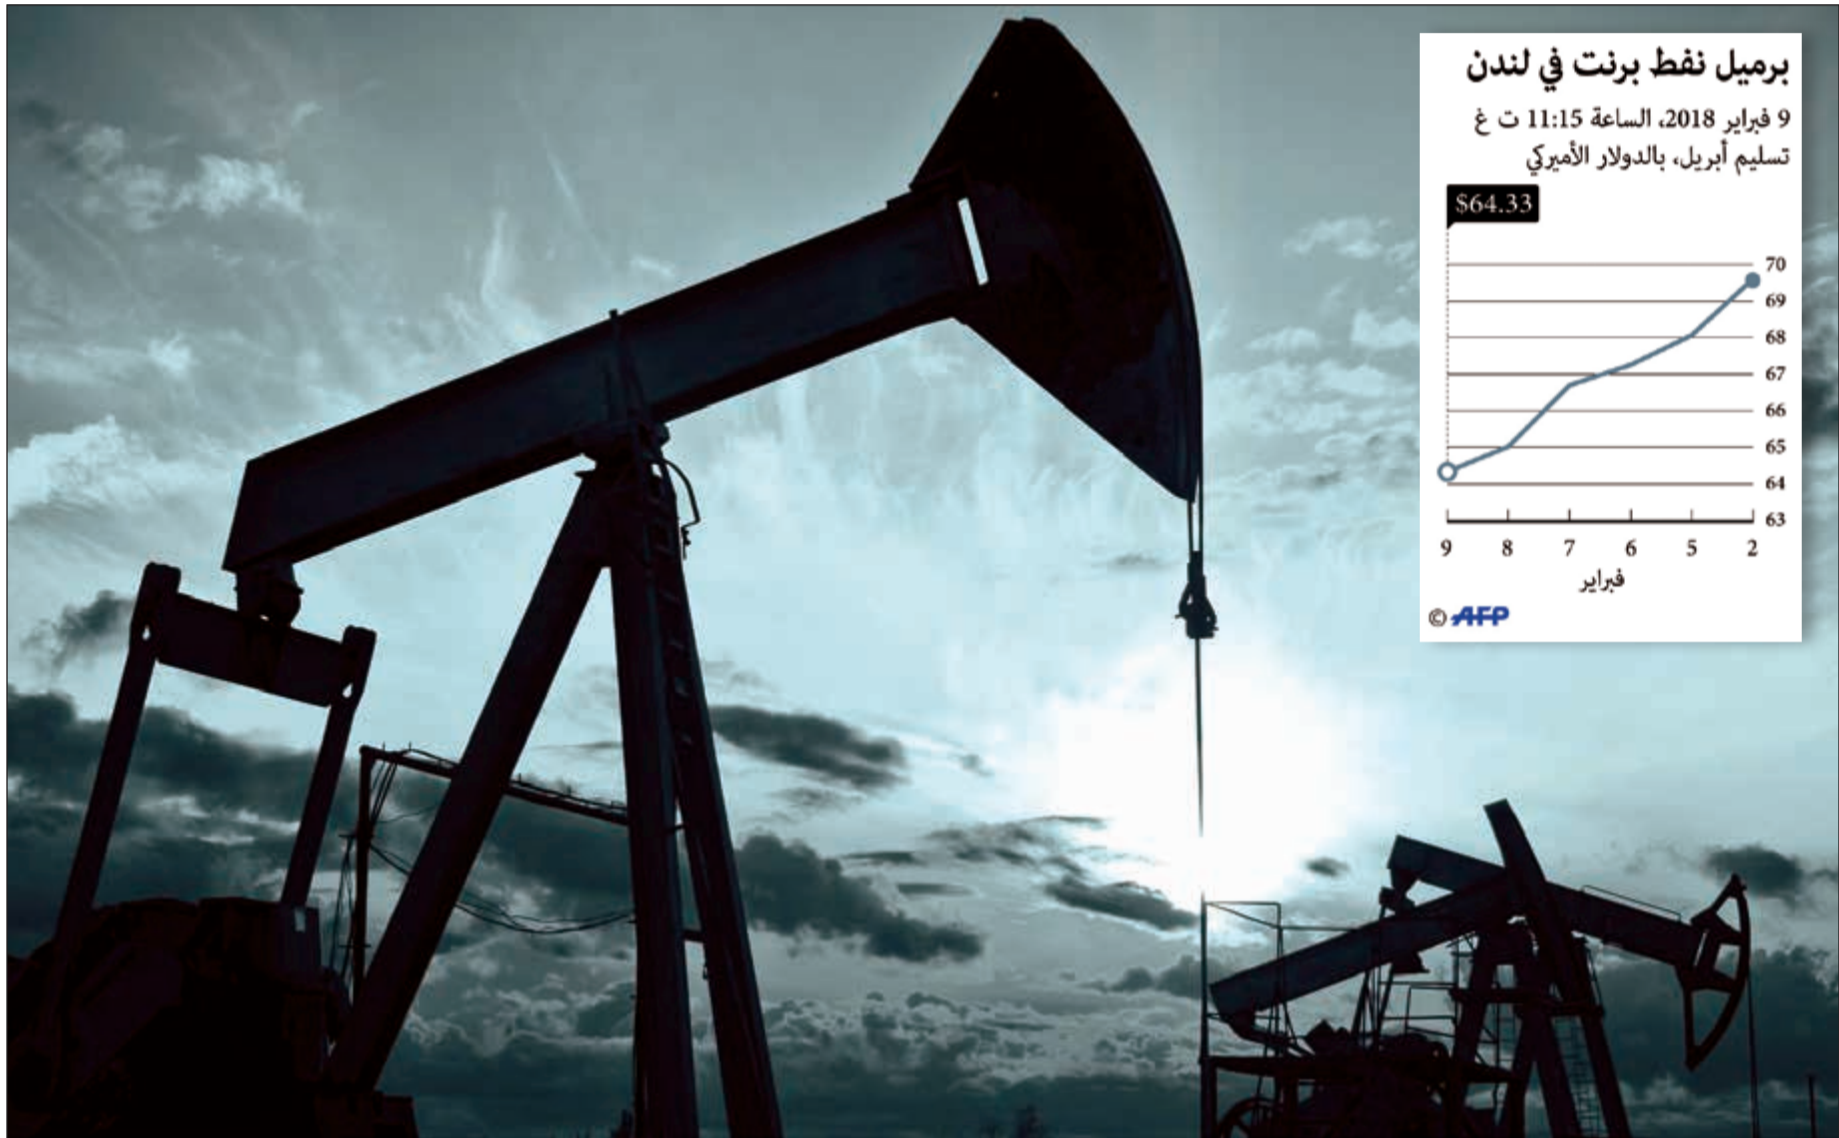 برميل نفط برنت في لندن
9 فبراير 2018، الساعة 11:15 ت غ
تسليم أبريل، بالدولار الأميركي
$64.33
70
69
68
67
66
65
64
63
2 5 6 7 8 9
فبراير
© AFP